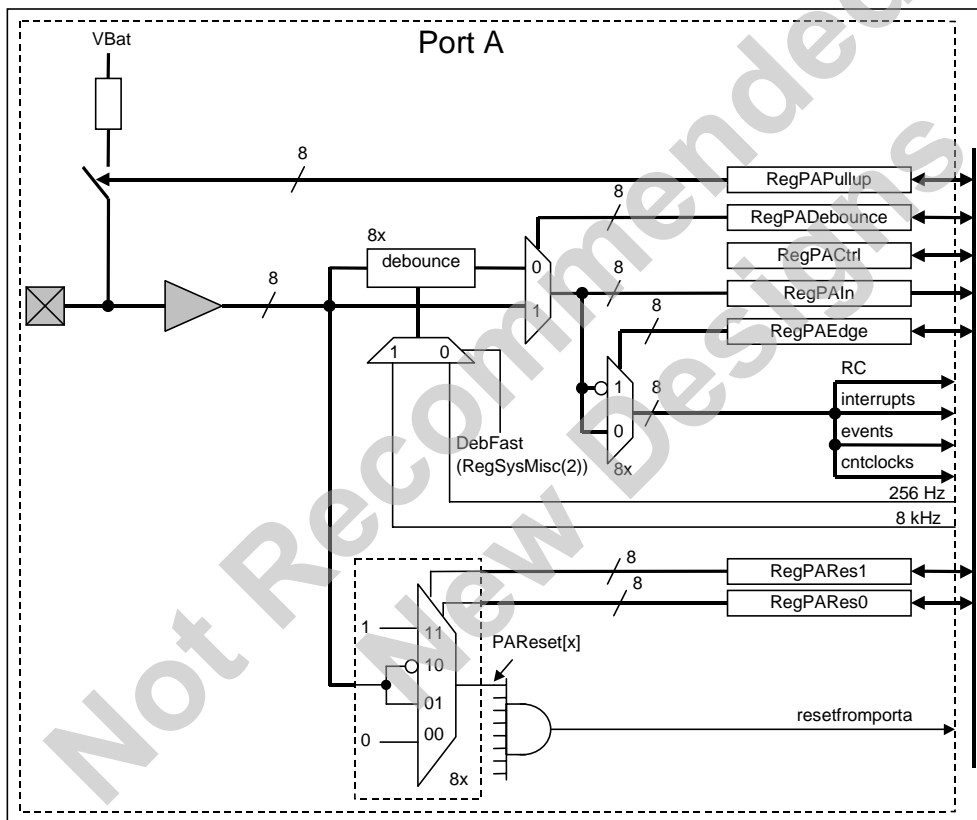 Port A
VBat
8
RegPAPullup
8
RegPADebounce
8x
debounce
0
1
8
RegPACtrl
8
RegPAIn
8
RegPAEdge
1 0
1
0
8
8x
DebFast
(RegSysMisc(2))
RC
interrupts
events
cntclocks
256 Hz
8 kHz
8
RegPARes1
8
RegPARes0
1
11
10
01
00
0
8x
PAReset[x]
resetfromporta
Not Recommended
New Designs